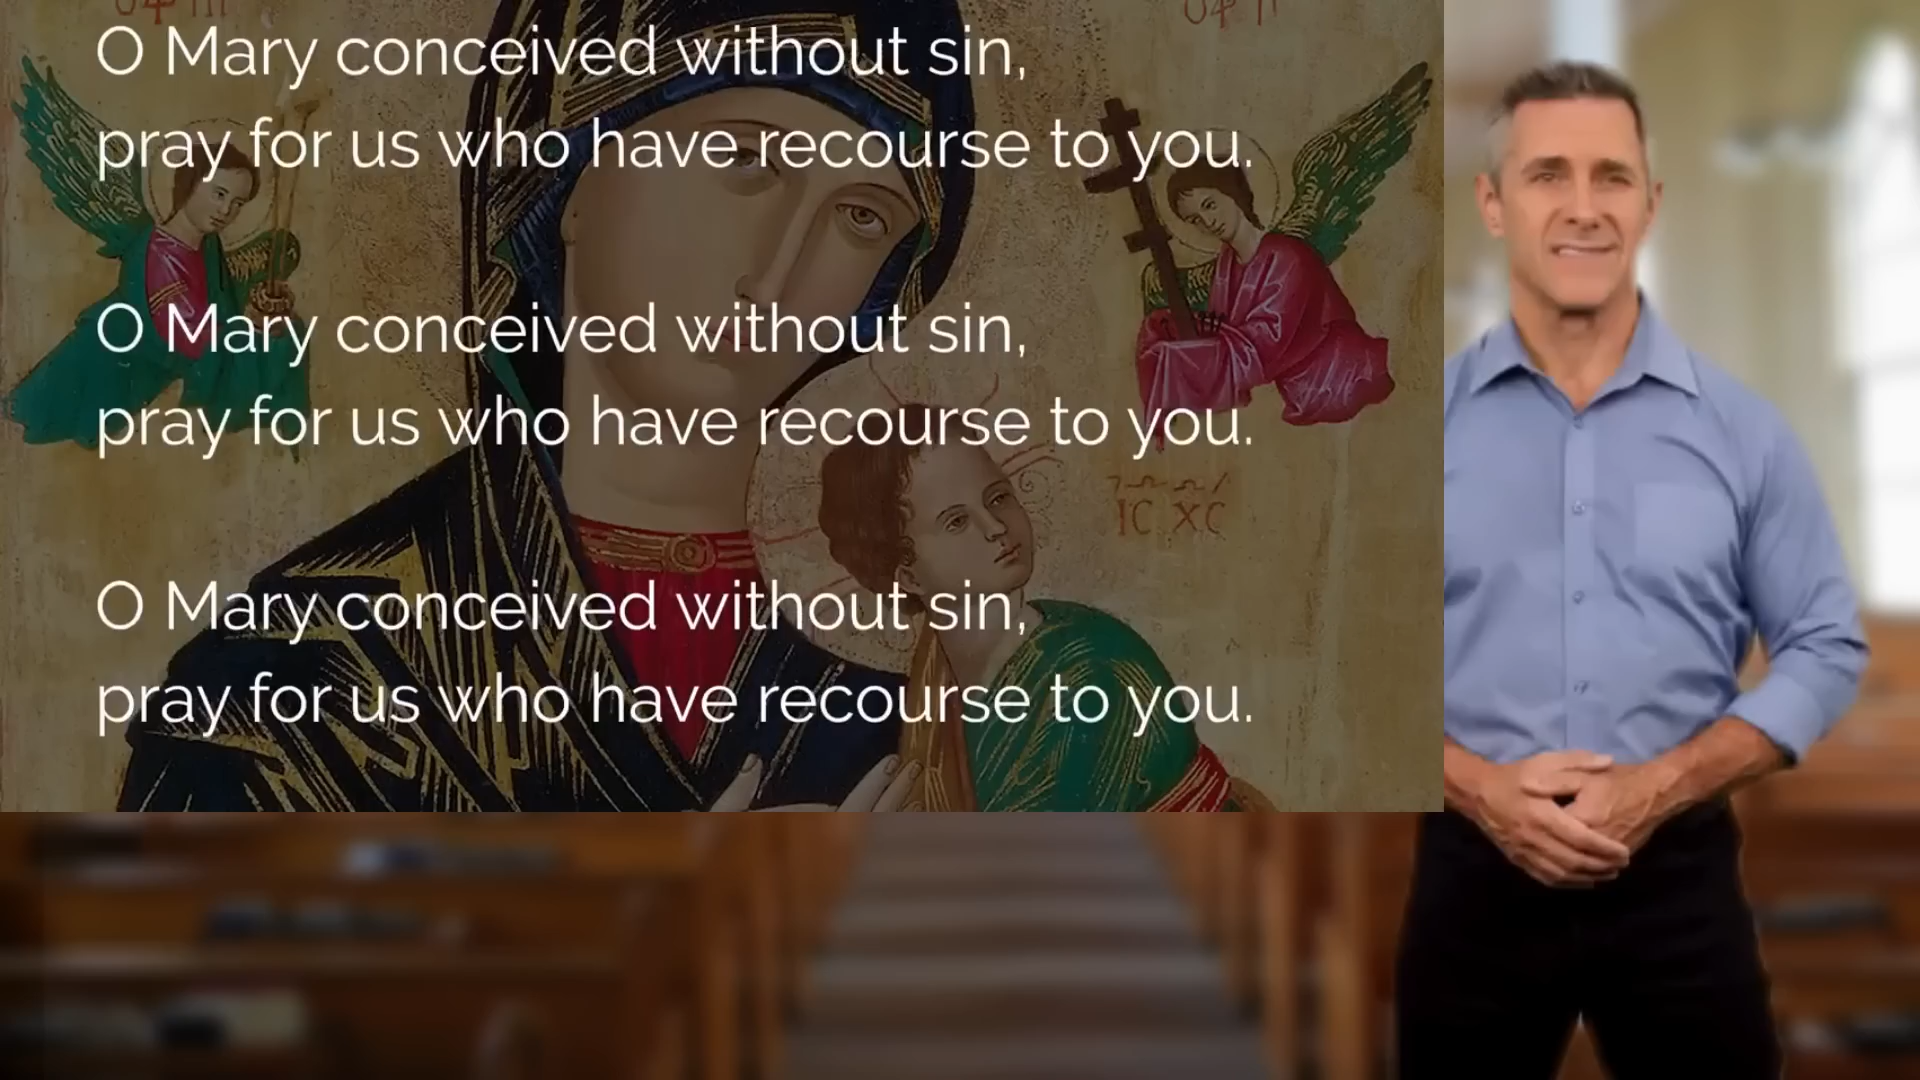 O Mary conceived without sin,
pray for us who have recourse to you.
O Mary conceived without sin,
pray for us who have recourse to you.
IC XC
O Mary conceived without sin,
pray for us who have recourse to you.